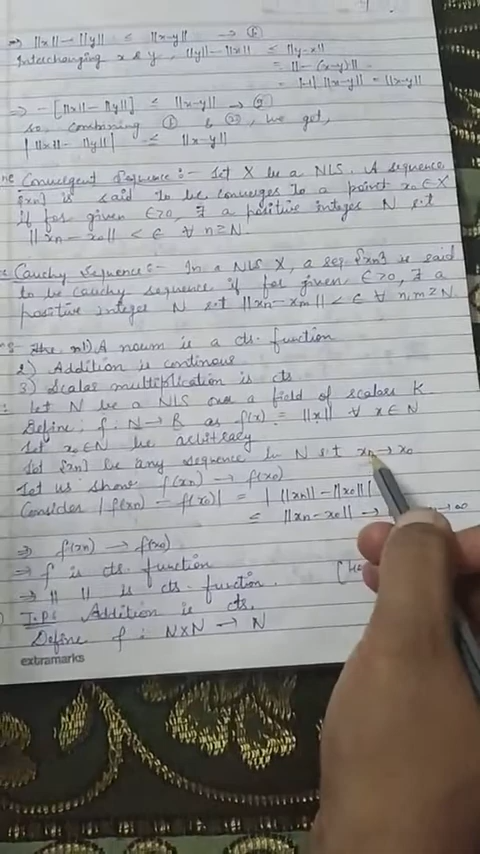 ⇒ ||x|| - ||y|| ≤ ||x-y|| → ①
Interchanging x & y, ||y|| - ||x|| ≤ ||y-x||
= ||-(x-y)||
= |-1| ||x-y|| = ||x-y||
⇒ -[||x|| - ||y||] ≤ ||x-y|| → ②
so, combining ① & ②, we get,
| ||x|| - ||y|| | ≤ ||x-y||
Convergent Sequence :- Let X be a NLS. A sequence
{xn} is said to be converges to a point x0 ∈ X
if for given ∈>0, ∃ a positive integer N s.t
||xn - x0|| < ∈ ∀ n≥N.
Cauchy Sequence :- In a NLS X, a seq {xn} is said
to be cauchy sequence if for given ∈>0, ∃ a
positive integer N s.t ||xn - xm|| < ∈ ∀ n,m≥N
1) A norm is a cts. function
2) Addition is continous
3) Scalar multiplication is cts
Let N be a NLS over a field of scalars K.
Define f: N → R as f(x) = ||x|| ∀ x ∈ N
Let x0 ∈ N be arbitrary
Let {xn} be any sequence in N s.t xn → x0
Let us show f(xn) → f(x0)
Consider |f(xn) - f(x0)| = | ||xn|| - ||x0|| |
≤ ||xn - x0|| → →∞
⇒ f(xn) → f(x0)
⇒ f is cts. function
⇒ || || is cts. function.
T.P: Addition is cts.
Define f : N×N → N
extramarks